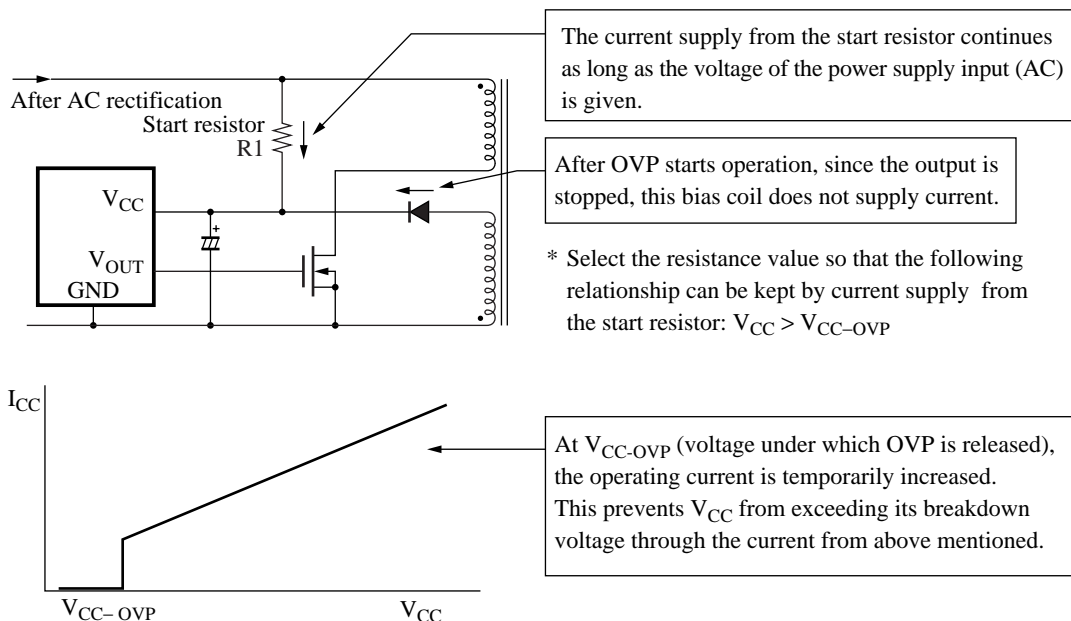 The current supply from the start resistor continues
as long as the voltage of the power supply input (AC)
is given.
After AC rectification
Start resistor
R1
After OVP starts operation, since the output is
stopped, this bias coil does not supply current.
VCC
+
VOUT
GND
* Select the resistance value so that the following
relationship can be kept by current supply from
the start resistor: VCC > VCC–OVP
ICC
At VCC-OVP (voltage under which OVP is released),
the operating current is temporarily increased.
This prevents VCC from exceeding its breakdown
voltage through the current from above mentioned.
VCC– OVP
VCC